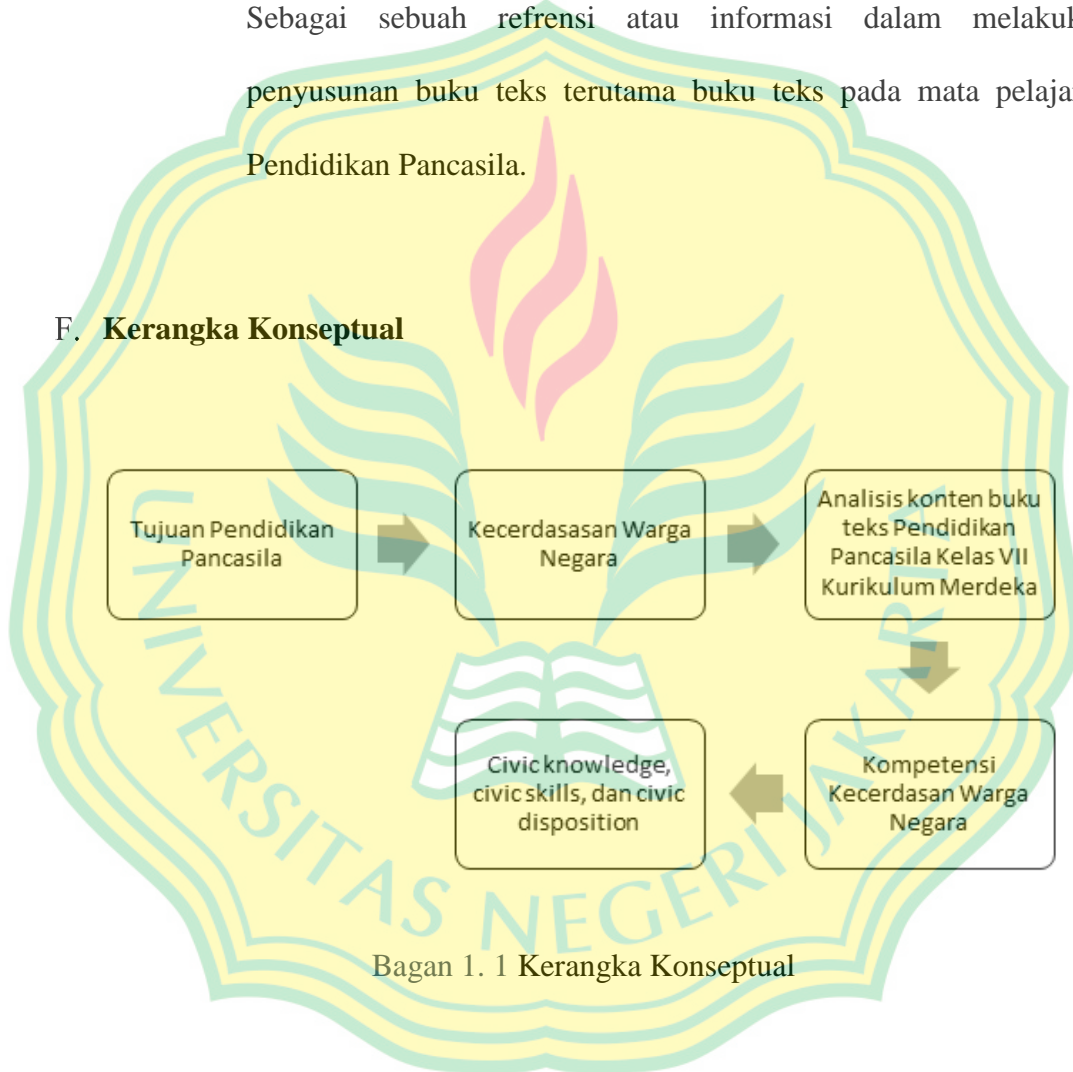 Sebagai sebuah refrensi atau informasi dalam melakuk
penyusunan buku teks terutama buku teks pada mata pelajar
Pendidikan Pancasila.
F. Kerangka Konseptual
Tujuan Pendidikan
Pancasila
Kecerdasasan Warga
Negara
Analisis konten buku
teks Pendidikan
Pancasila Kelas VII
Kurikulum Merdeka
Civic knowledge,
civic skills, dan civic
disposition
Kompetensi
Kecerdasan Warga
Negara
Bagan 1. 1 Kerangka Konseptual
UNIVERSITAS NEGERI JAKARTA